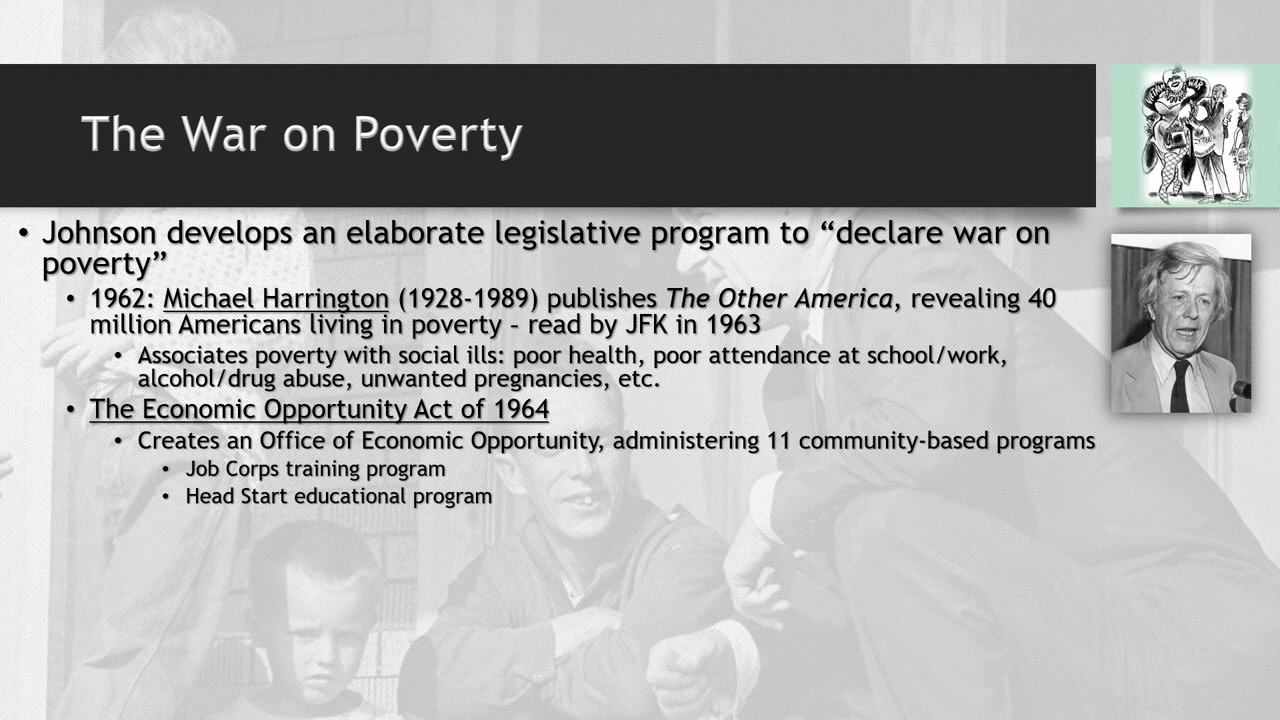 The War on Poverty
• Johnson develops an elaborate legislative program to “declare war on
poverty”
• 1962: Michael Harrington (1928-1989) publishes The Other America, revealing 40
million Americans living in poverty – read by JFK in 1963
• Associates poverty with social ills: poor health, poor attendance at school/work,
alcohol/drug abuse, unwanted pregnancies, etc.
• The Economic Opportunity Act of 1964
• Creates an Office of Economic Opportunity, administering 11 community-based programs
• Job Corps training program
• Head Start educational program